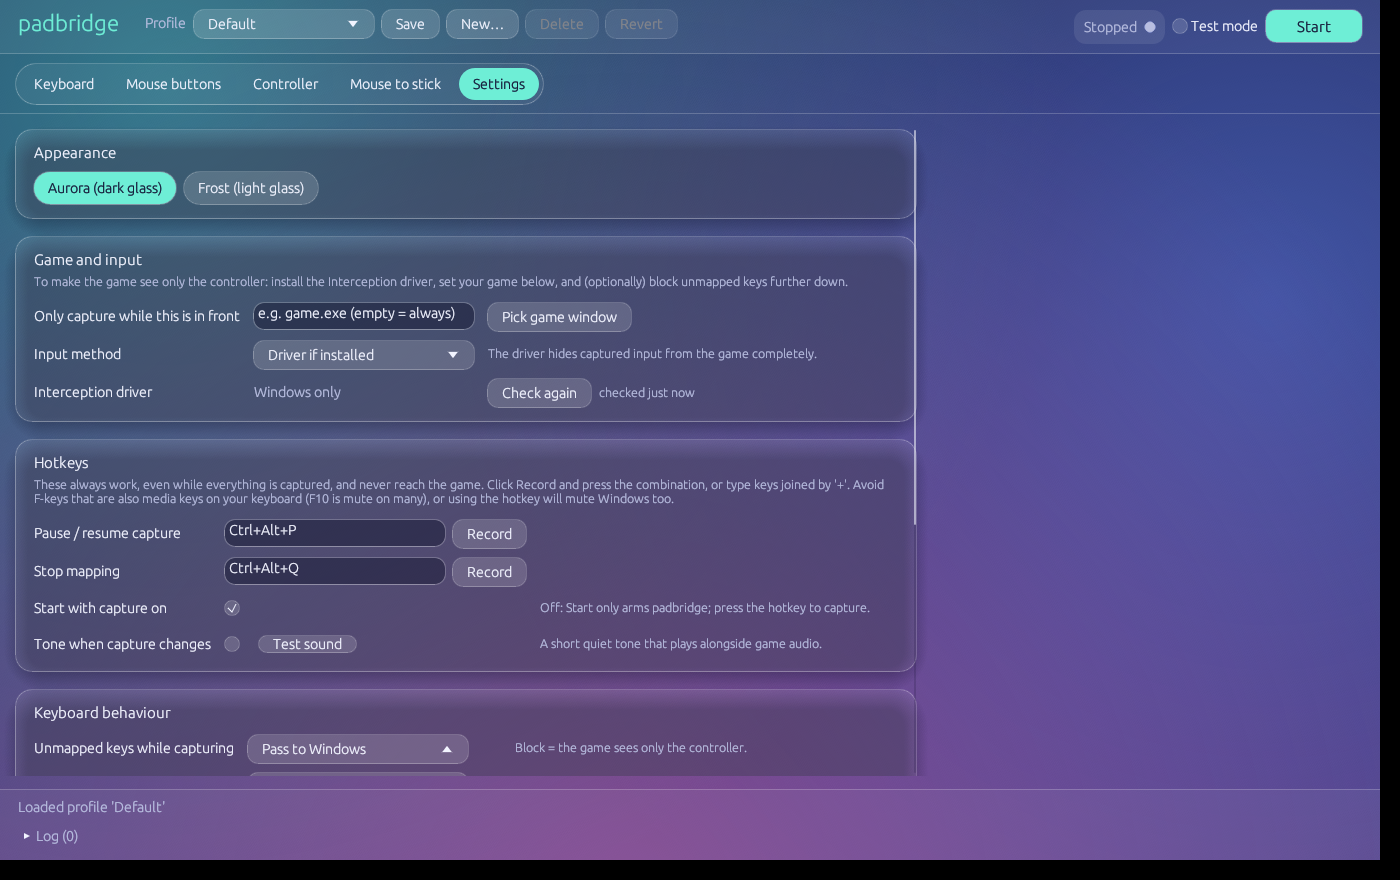 padbridge
Profile Default Save New... Delete Revert Stopped Test mode Start
Keyboard Mouse buttons Controller Mouse to stick Settings
Appearance
Aurora (dark glass) Frost (light glass)
Game and input
To make the game see only the controller: install the Interception driver, set your game below, and (optionally) block unmapped keys further down.
Only capture while this is in front e.g. game.exe (empty = always) Pick game window
Input method Driver if installed The driver hides captured input from the game completely.
Interception driver Windows only Check again checked just now
Hotkeys
These always work, even while everything is captured, and never reach the game. Click Record and press the combination, or type keys joined by '+'. Avoid
F-keys that are also media keys on your keyboard (F10 is mute on many), or using the hotkey will mute Windows too.
Pause / resume capture Ctrl+Alt+P Record
Stop mapping Ctrl+Alt+Q Record
Start with capture on Off: Start only arms padbridge; press the hotkey to capture.
Tone when capture changes Test sound A short quiet tone that plays alongside game audio.
Keyboard behaviour
Unmapped keys while capturing Pass to Windows Block = the game sees only the controller.
Loaded profile 'Default'
Log (0)